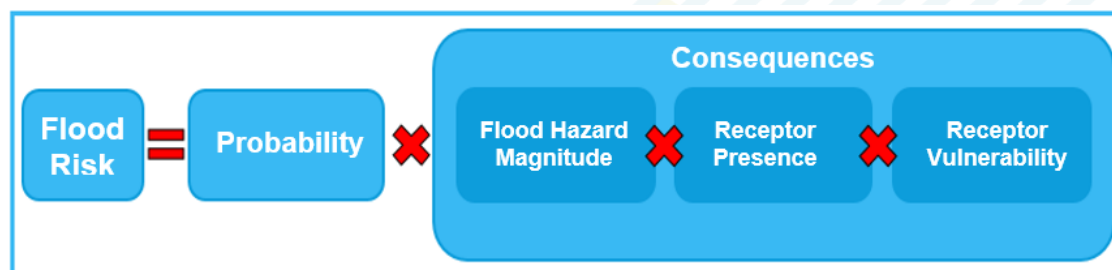 Consequences
Flood
Risk
=
Probability
×
Flood Hazard
Magnitude
×
Receptor
Presence
×
Receptor
Vulnerability